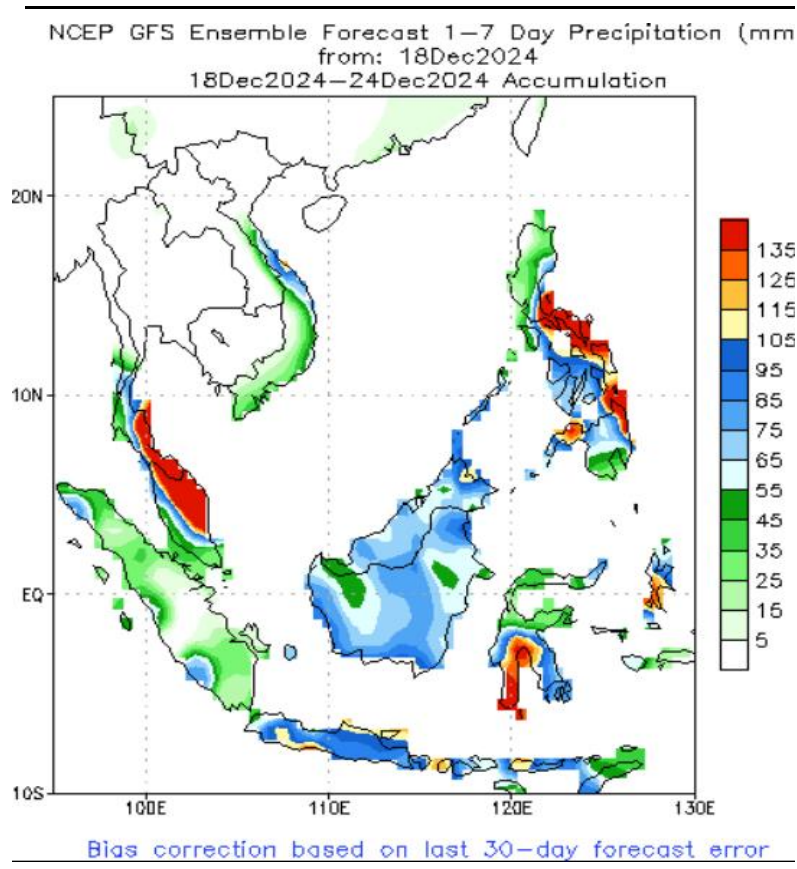 NCEP GFS Ensemble Forecast 1-7 Day Precipitation (mm
from: 18Dec2024
18Dec2024-24Dec2024 Accumulation
20N
10N
EQ
10S
100E 110E 120E 130E
135
125
115
105
95
85
75
65
55
45
35
25
15
5
Bias correction based on last 30-day forecast error